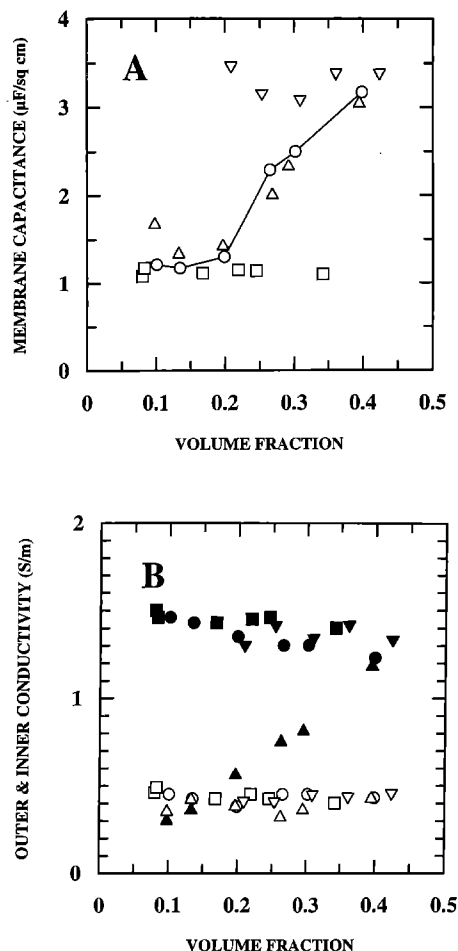 A
MEMBRANE CAPACITANCE (µF/sq cm)
4
3
2
1
0
0 0.1 0.2 0.3 0.4 0.5
VOLUME FRACTION
B
OUTER & INNER CONDUCTIVITY (S/m)
2
1
0
0 0.1 0.2 0.3 0.4 0.5
VOLUME FRACTION